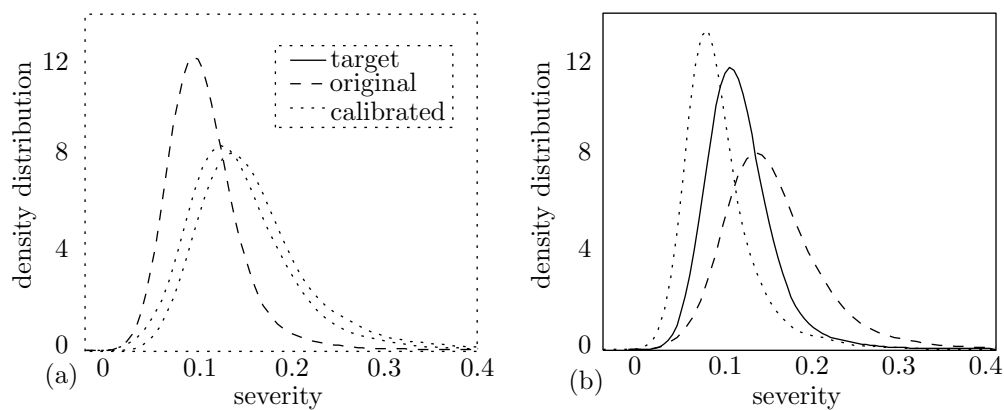 density distribution
12
8
4
0
target
original
calibrated
0 0.1 0.2 0.3 0.4
(a)
severity
density distribution
12
8
4
0
0 0.1 0.2 0.3 0.4
(b)
severity